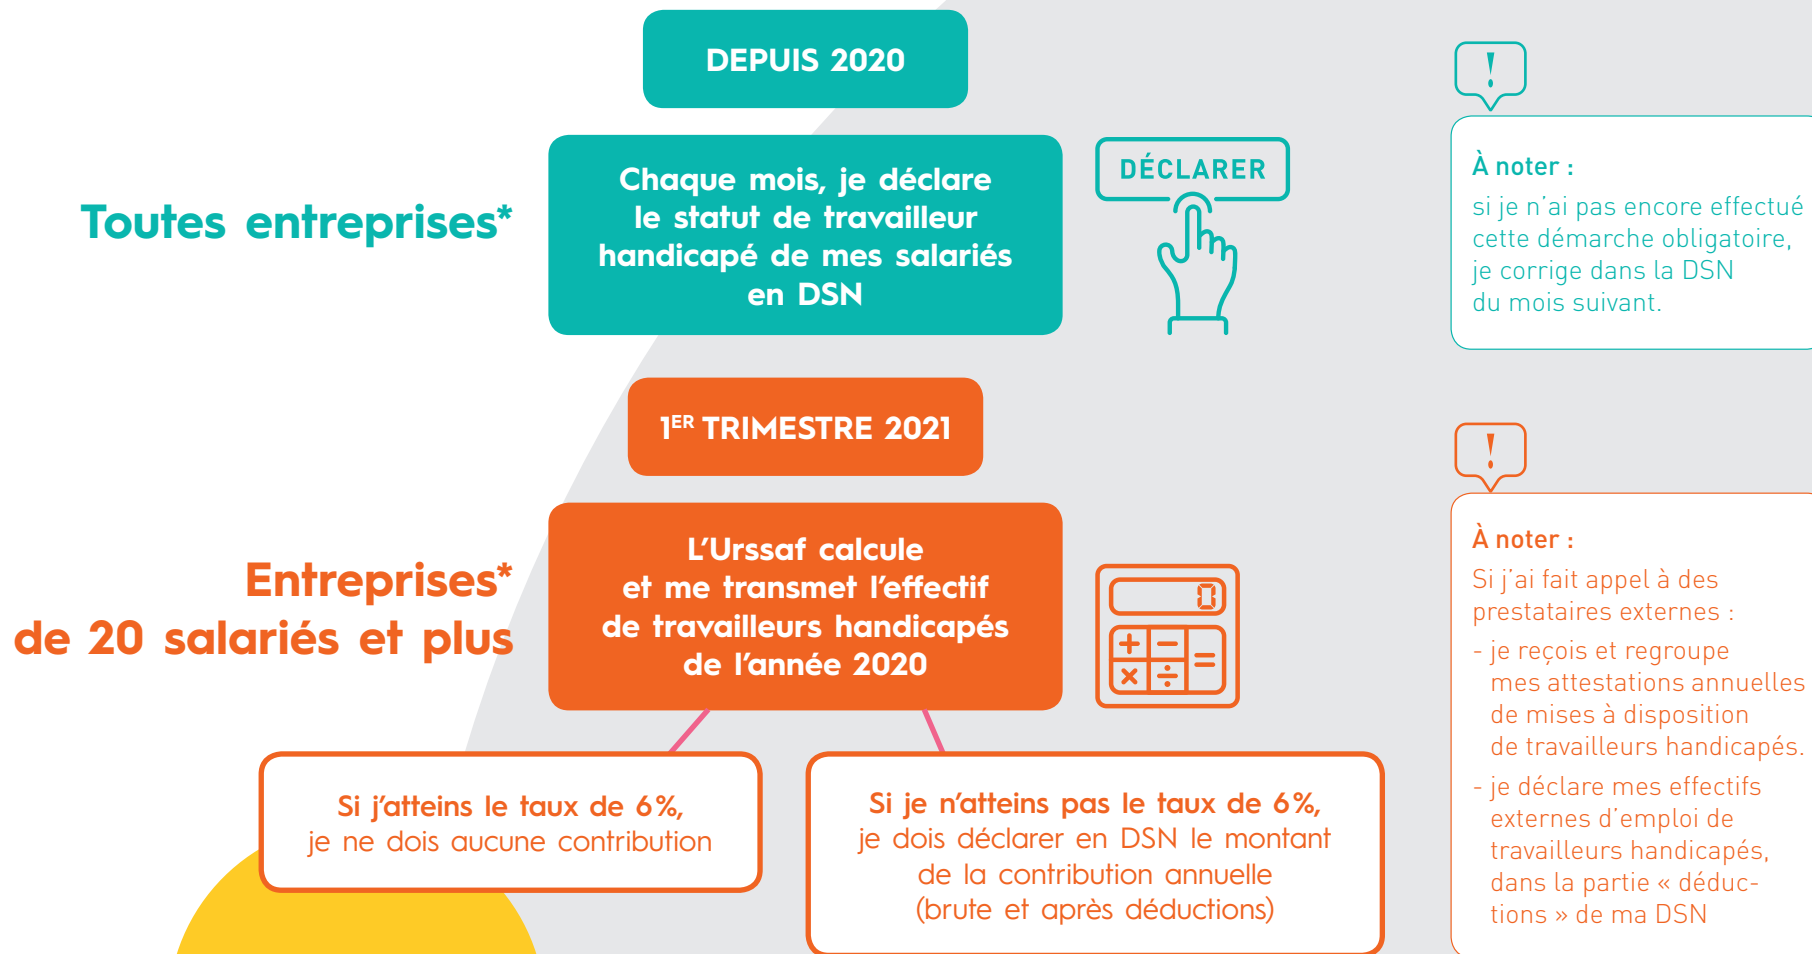 DEPUIS 2020
Toutes entreprises*
Chaque mois, je déclare
le statut de travailleur
handicapé de mes salariés
en DSN
DÉCLARER
!
À noter :
si je n'ai pas encore effectué
cette démarche obligatoire,
je corrige dans la DSN
du mois suivant.
1ER TRIMESTRE 2021
Entreprises*
de 20 salariés et plus
L'Urssaf calcule
et me transmet l'effectif
de travailleurs handicapés
de l'année 2020
0
+ −
× ÷ =
!
À noter :
Si j'ai fait appel à des
prestataires externes :
- je reçois et regroupe
mes attestations annuelles
de mises à disposition
de travailleurs handicapés.
- je déclare mes effectifs
externes d'emploi de
travailleurs handicapés,
dans la partie « déduc-
tions » de ma DSN
Si j'atteins le taux de 6%,
je ne dois aucune contribution
Si je n'atteins pas le taux de 6%,
je dois déclarer en DSN le montant
de la contribution annuelle
(brute et après déductions)